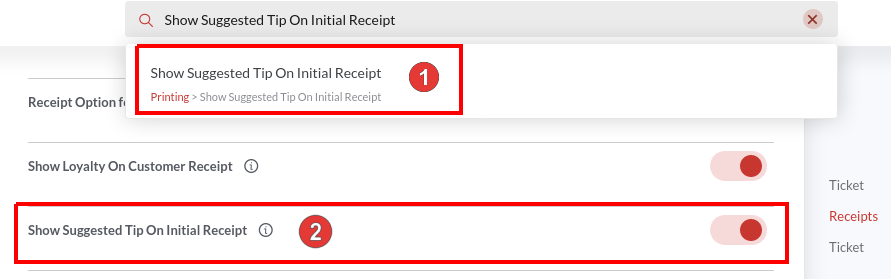 Show Suggested Tip On Initial Receipt
Show Suggested Tip On Initial Receipt
1
Printing > Show Suggested Tip On Initial Receipt
Receipt Option
Show Loyalty On Customer Receipt
Show Suggested Tip On Initial Receipt
2
Ticket
Receipts
Ticket